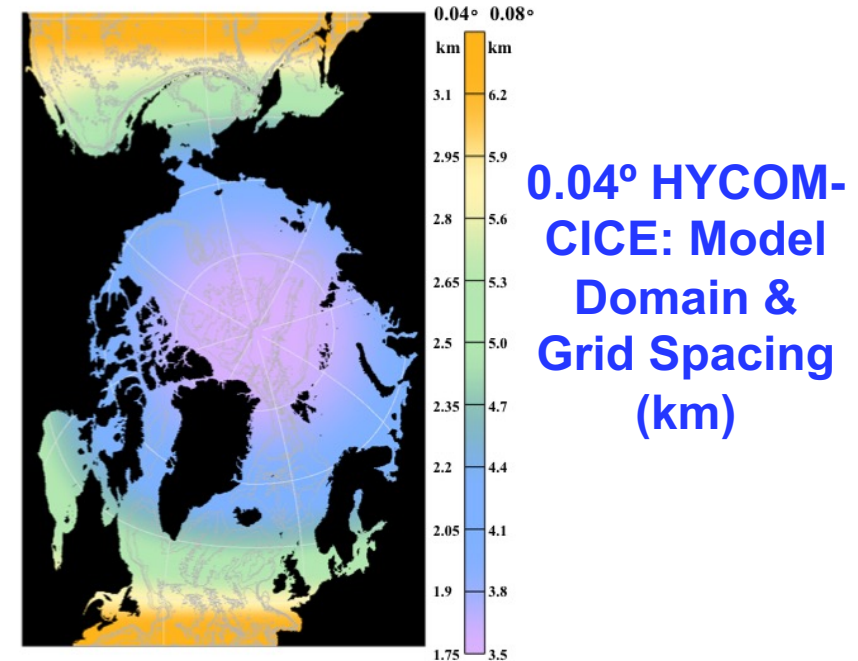 0.04° 0.08°
km km
3.1 6.2
2.95 5.9
2.8 5.6
2.65 5.3
2.5 5.0
2.35 4.7
2.2 4.4
2.05 4.1
1.9 3.8
1.75 3.5
0.04º HYCOM-
CICE: Model
Domain &
Grid Spacing
(km)